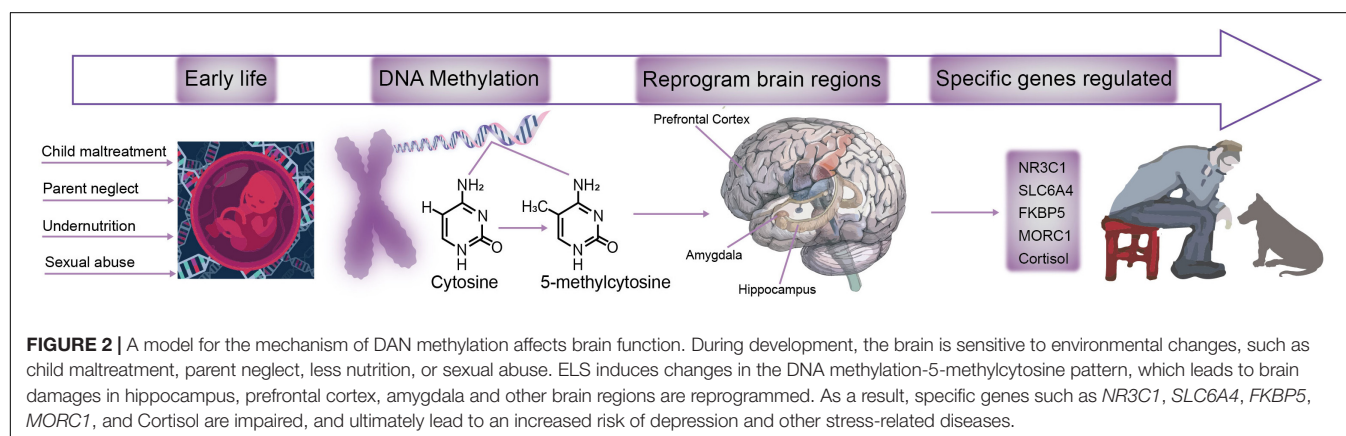 Early life
DNA Methylation
Reprogram brain regions
Specific genes regulated
Child maltreatment
Parent neglect
Undernutrition
Sexual abuse
NH₂
H
N
N
H
O
Cytosine
NH₂
H₃C
N
N
H
O
5-methylcytosine
Prefrontal Cortex
Amygdala
Hippocampus
NR3C1
SLC6A4
FKBP5
MORC1
Cortisol
FIGURE 2 | A model for the mechanism of DAN methylation affects brain function. During development, the brain is sensitive to environmental changes, such as
child maltreatment, parent neglect, less nutrition, or sexual abuse. ELS induces changes in the DNA methylation-5-methylcytosine pattern, which leads to brain
damages in hippocampus, prefrontal cortex, amygdala and other brain regions are reprogrammed. As a result, specific genes such as NR3C1, SLC6A4, FKBP5,
MORC1, and Cortisol are impaired, and ultimately lead to an increased risk of depression and other stress-related diseases.